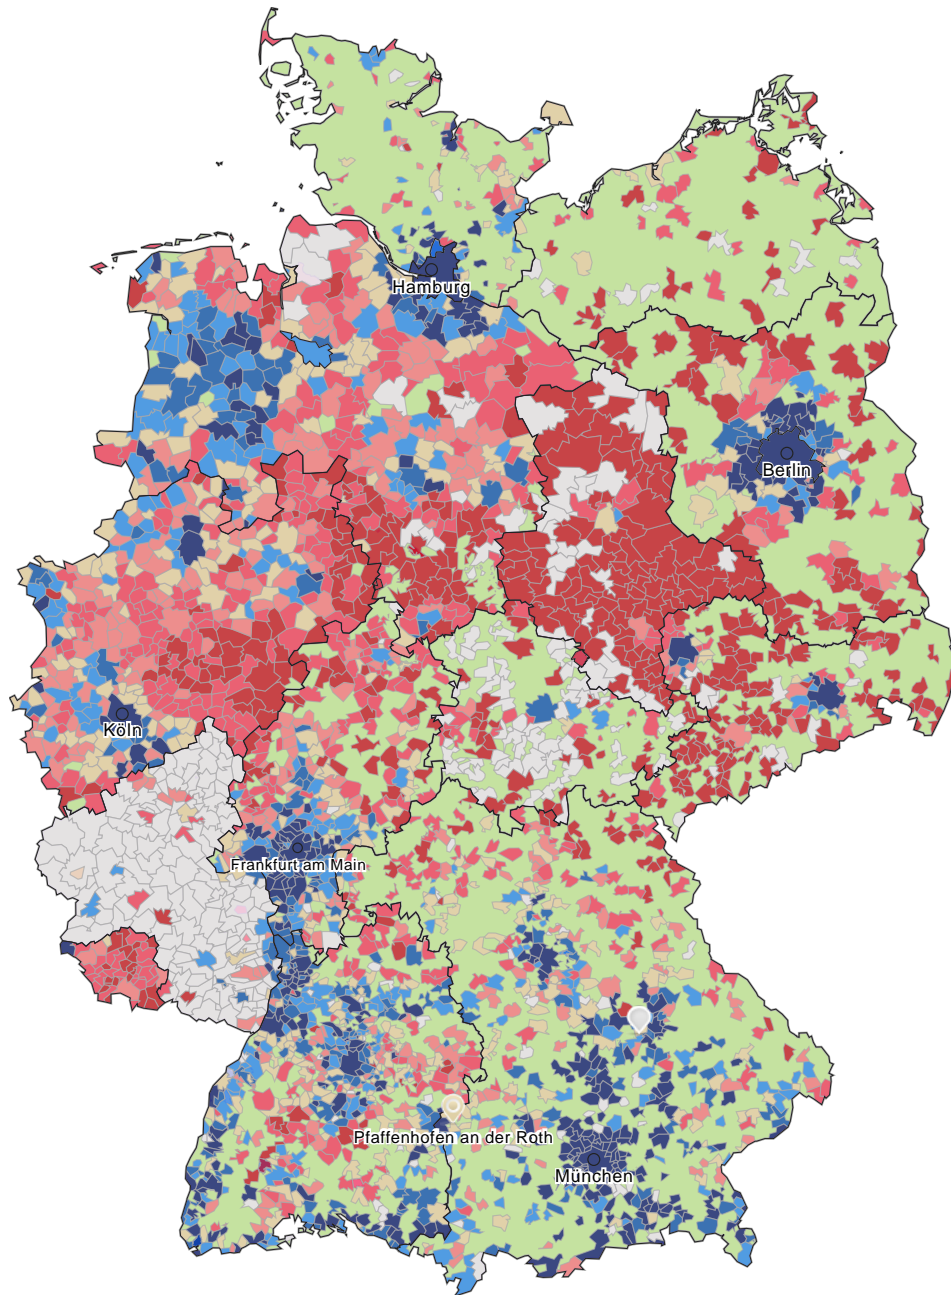 Hamburg
Berlin
Köln
Frankfurt am Main
Pfaffenhofen an der Roth
München